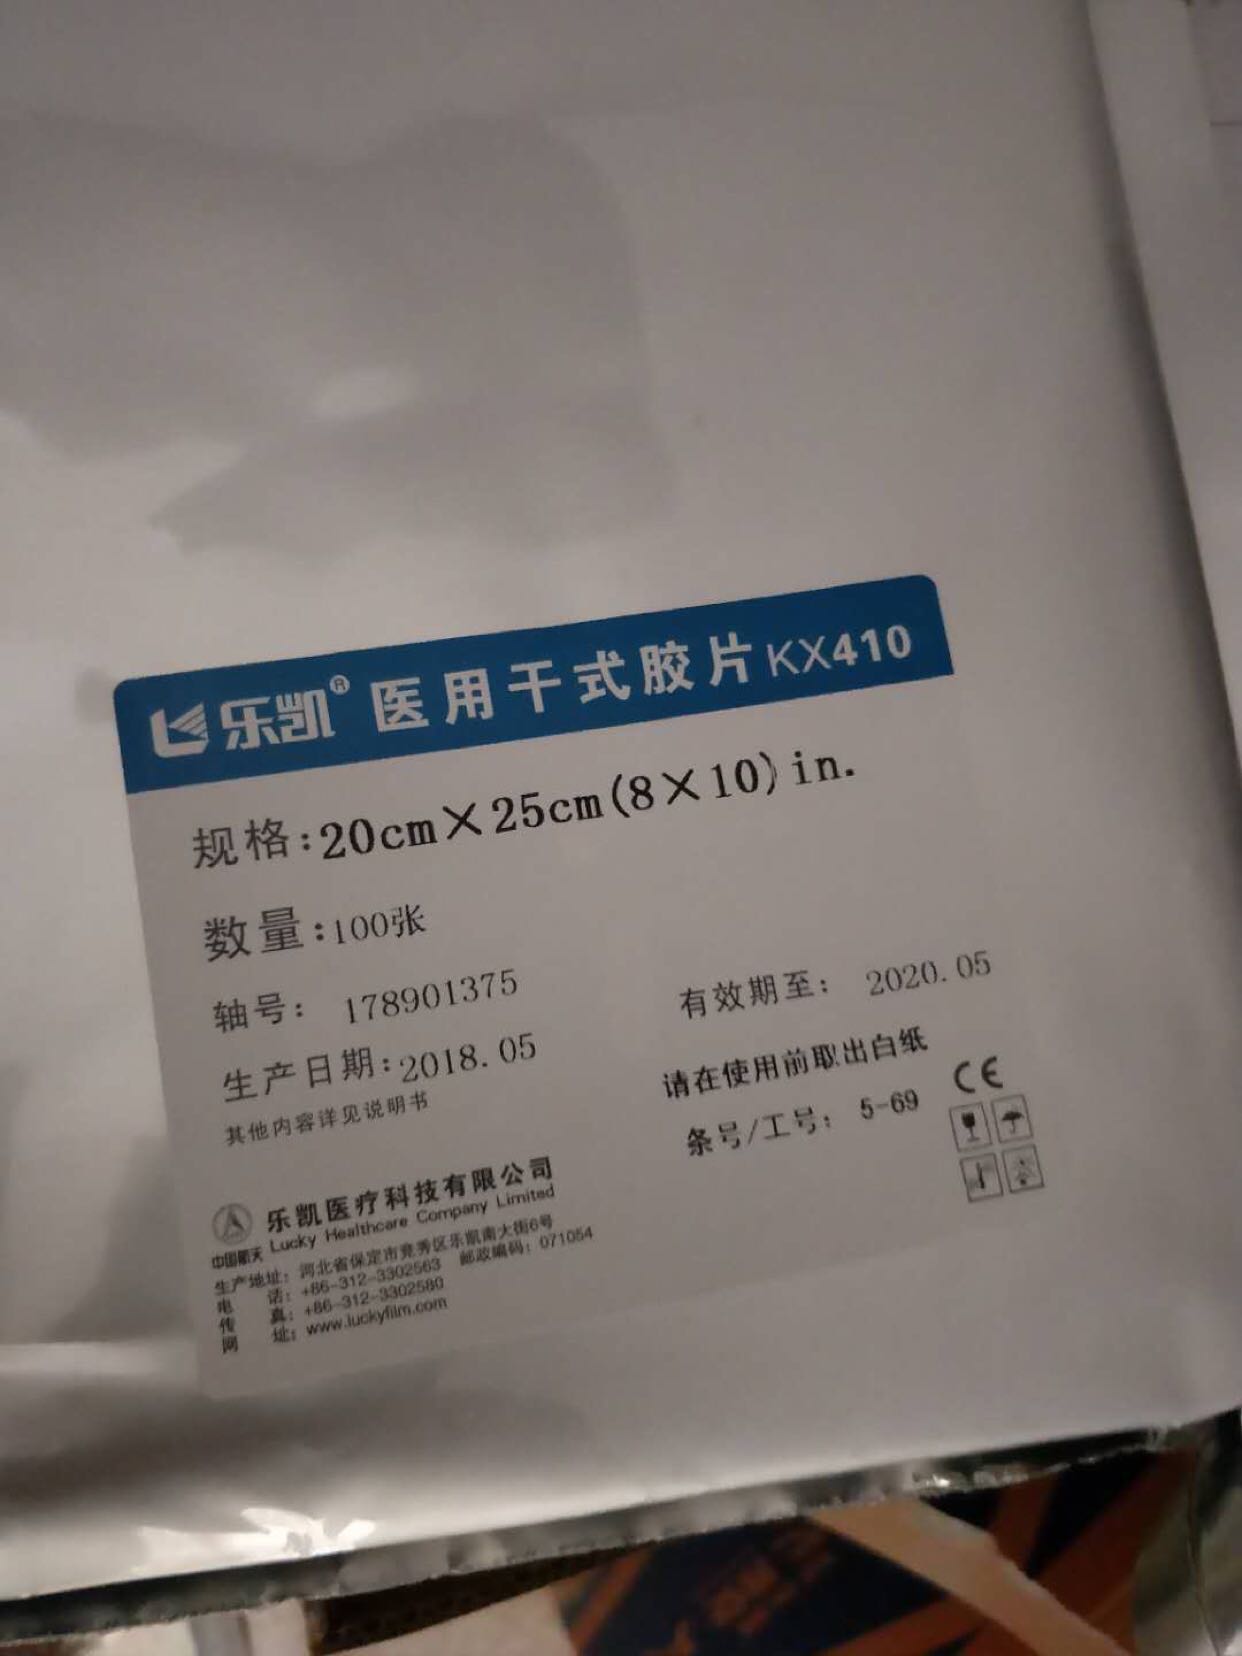 乐凯® 医用干式胶片KX410
规格:20cm×25cm(8×10)in.
数量:100张
轴号: 178901375
有效期至: 2020.05
生产日期:2018.05
请在使用前取出白纸
其他内容详见说明书
条号/工号: 5-69
CE
中国航天
乐凯医疗科技有限公司
Lucky Healthcare Company Limited
生产地址: 河北省保定市竞秀区乐凯南大街6号
电 话: +86-312-3302563 邮政编码: 071054
传 真: +86-312-3302580
网 址: www.luckyfilm.com